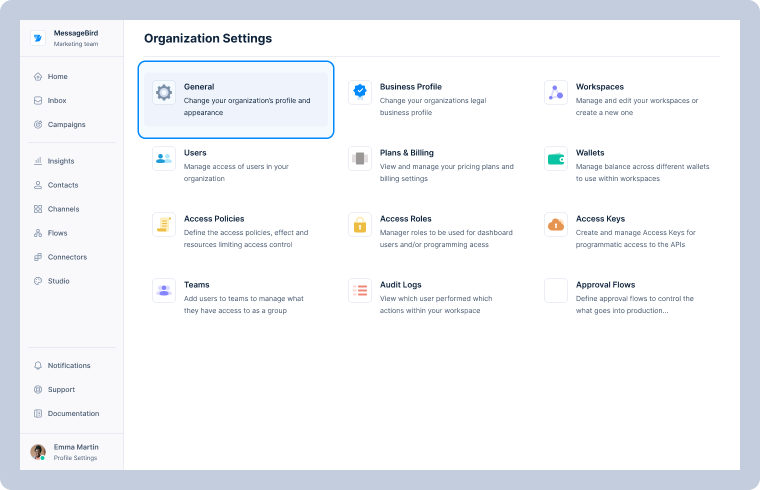 MessageBird
Marketing team
Home
Inbox
Campaigns
Insights
Contacts
Channels
Flows
Connectors
Studio
Notifications
Support
Documentation
Emma Martin
Profile Settings
Organization Settings
General
Change your organization's profile and
appearance
Business Profile
Change your organizations legal
business profile
Workspaces
Manage and edit your workspaces or
create a new one
Users
Manage access of users in your
organization
Plans & Billing
View and manage your pricing plans and
billing settings
Wallets
Manage balance across different wallets
to use within workspaces
Access Policies
Define the access policies, effect and
resources limiting access control
Access Roles
Manager roles to be used for dashboard
users and/or programming acess
Access Keys
Create and manage Access Keys for
programmatic access to the APIs
Teams
Add users to teams to manage what
they have access to as a group
Audit Logs
View which user performed which
actions within your workspace
Approval Flows
Define approval flows to control the
what goes into production...